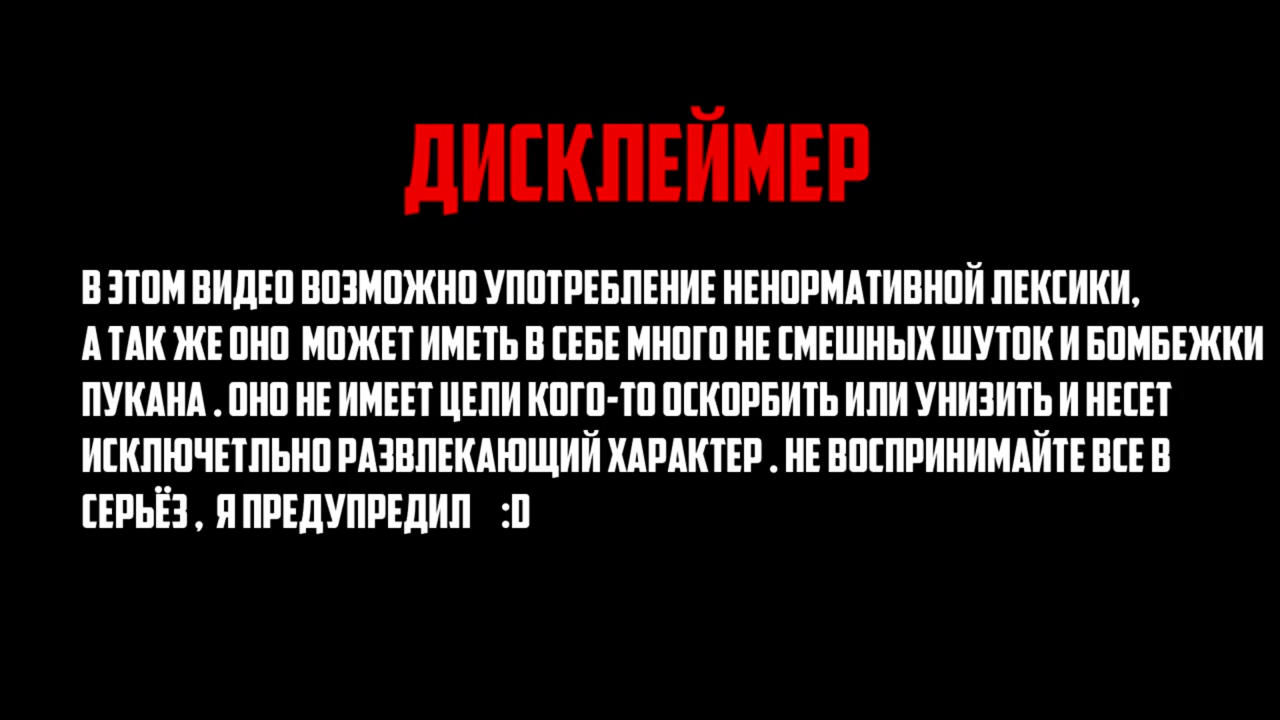 ДИСКЛЕЙМЕР
В ЭТОМ ВИДЕО ВОЗМОЖНО УПОТРЕБЛЕНИЕ НЕНОРМАТИВНОЙ ЛЕКСИКИ,
А ТАК ЖЕ ОНО МОЖЕТ ИМЕТЬ В СЕБЕ МНОГО НЕ СМЕШНЫХ ШУТОК И БОМБЕЖКИ
ПУКАНА . ОНО НЕ ИМЕЕТ ЦЕЛИ КОГО-ТО ОСКОРБИТЬ ИЛИ УНИЗИТЬ И НЕСЕТ
ИСКЛЮЧЕТЛЬНО РАЗВЛЕКАЮЩИЙ ХАРАКТЕР . НЕ ВОСПРИНИМАЙТЕ ВСЕ В
СЕРЬЁЗ , Я ПРЕДУПРЕДИЛ :D